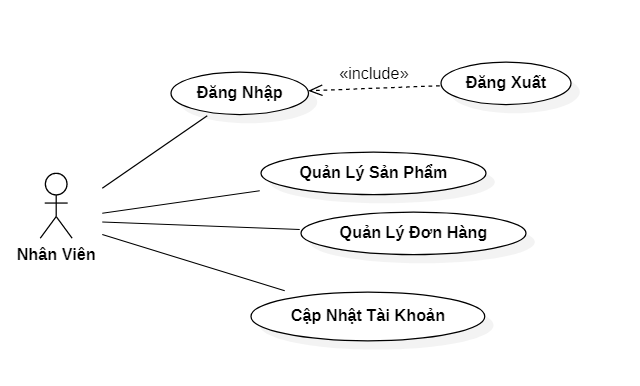 «include»
Đăng Nhập
Đăng Xuất
Quản Lý Sản Phẩm
Quản Lý Đơn Hàng
Nhân Viên
Cập Nhật Tài Khoản